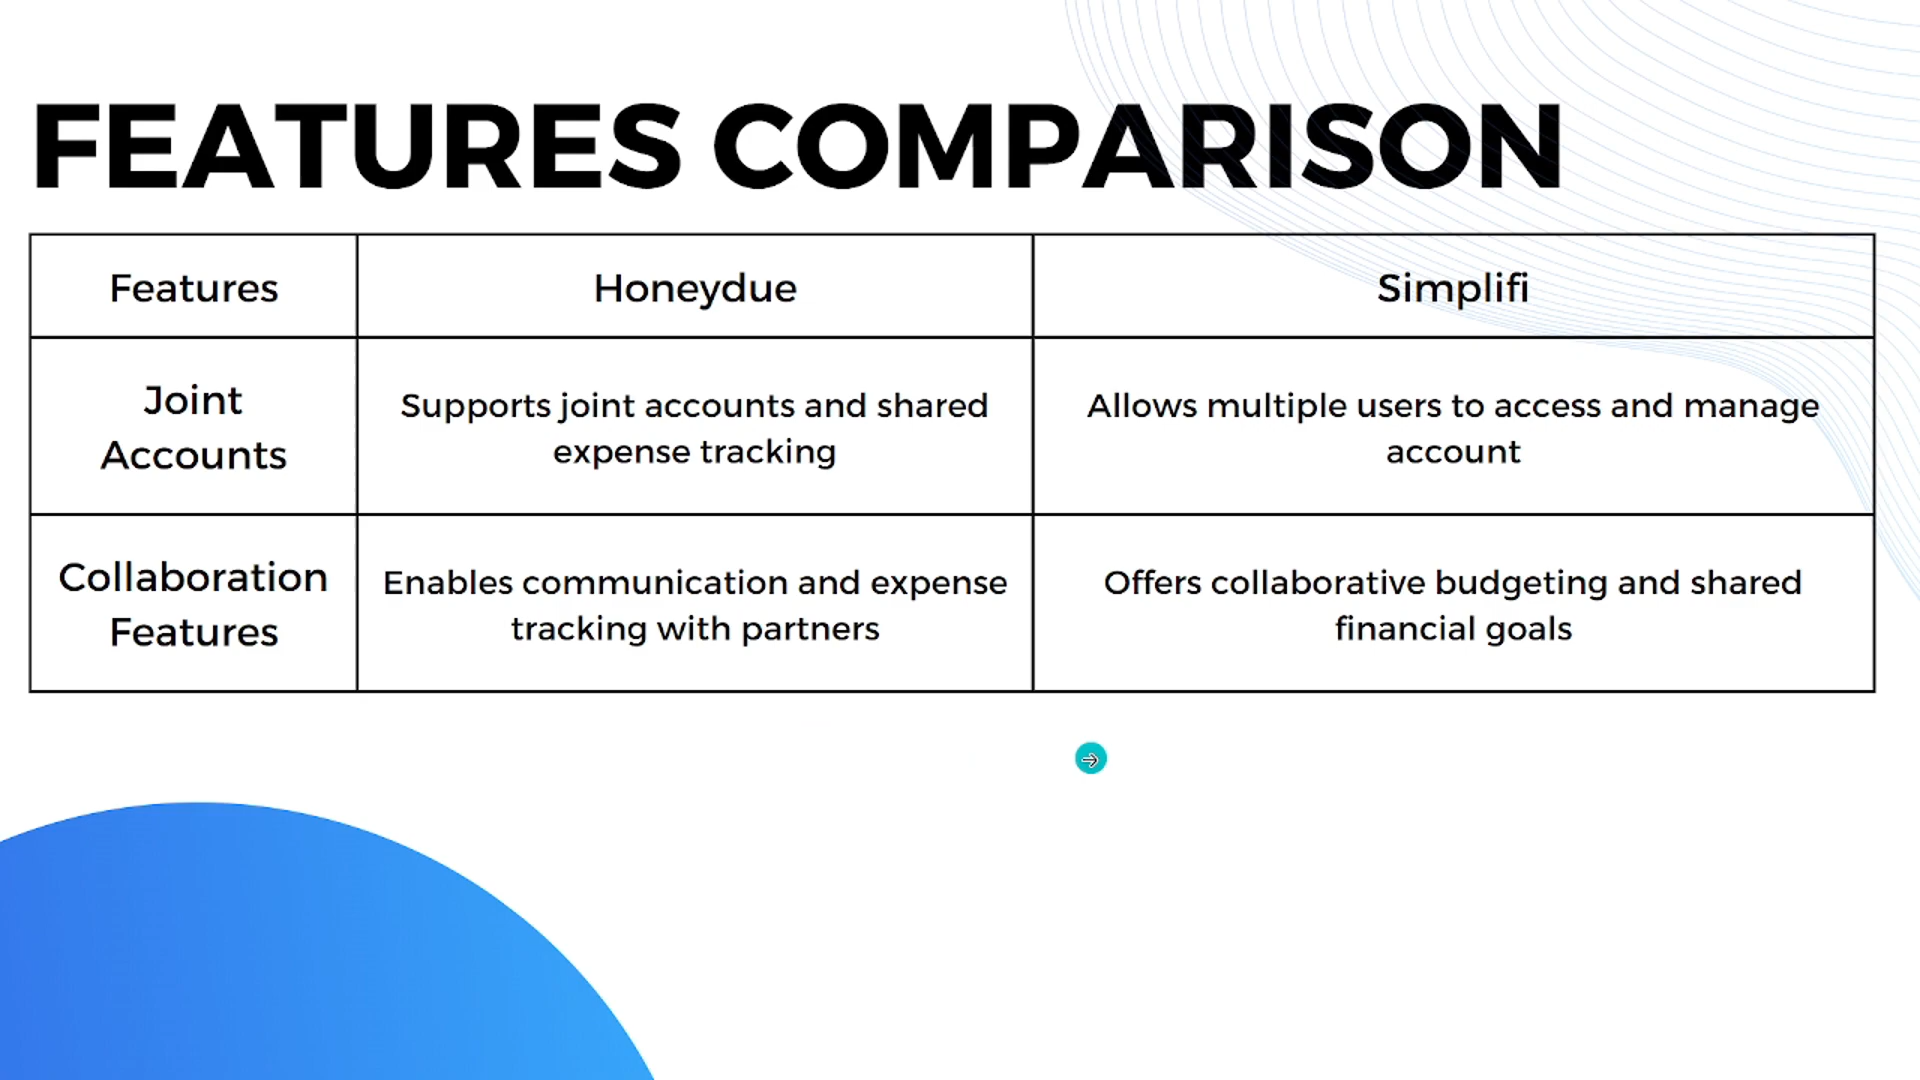 FEATURES COMPARISON
Features
Honeydue
Simplifi
Joint
Accounts
Supports joint accounts and shared
expense tracking
Allows multiple users to access and manage
account
Collaboration
Features
Enables communication and expense
tracking with partners
Offers collaborative budgeting and shared
financial goals